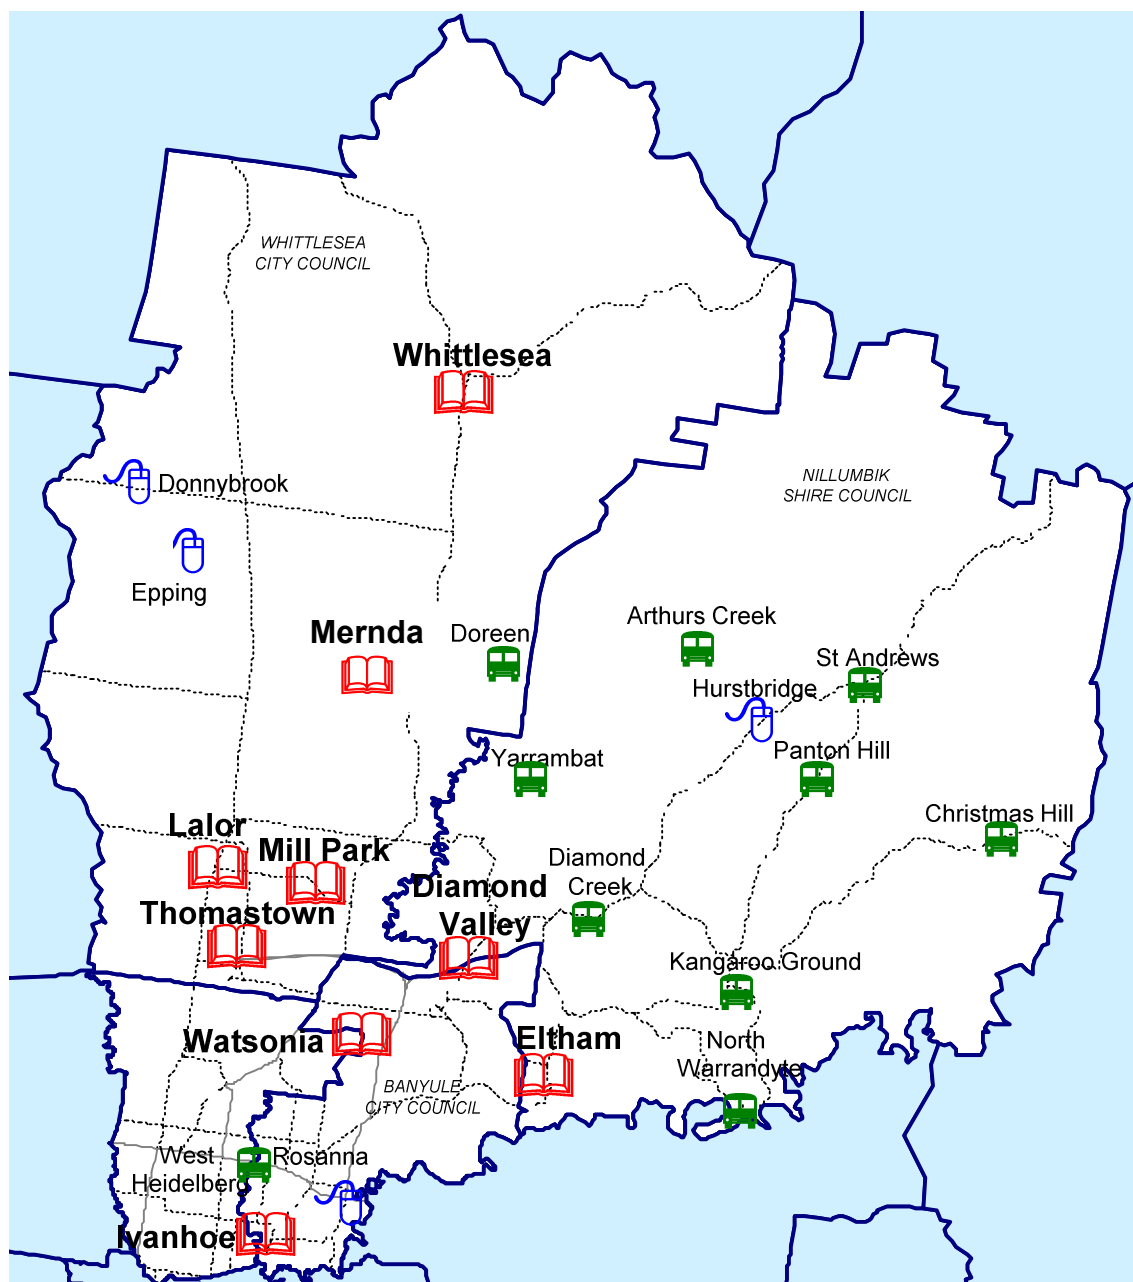 WHITTLESEA
CITY COUNCIL
Whittlesea
NILLUMBIK
SHIRE COUNCIL
Donnybrook
Epping
Mernda
Doreen
Arthurs Creek
St Andrews
Hurstbridge
Yarrambat
Panton Hill
Christmas Hill
Lalor
Mill Park
Diamond
Creek
Diamond
Valley
Thomastown
Kangaroo Ground
Watsonia
Eltham
North
Warrandyte
BANYULE
CITY COUNCIL
West
Heidelberg
Rosanna
Ivanhoe